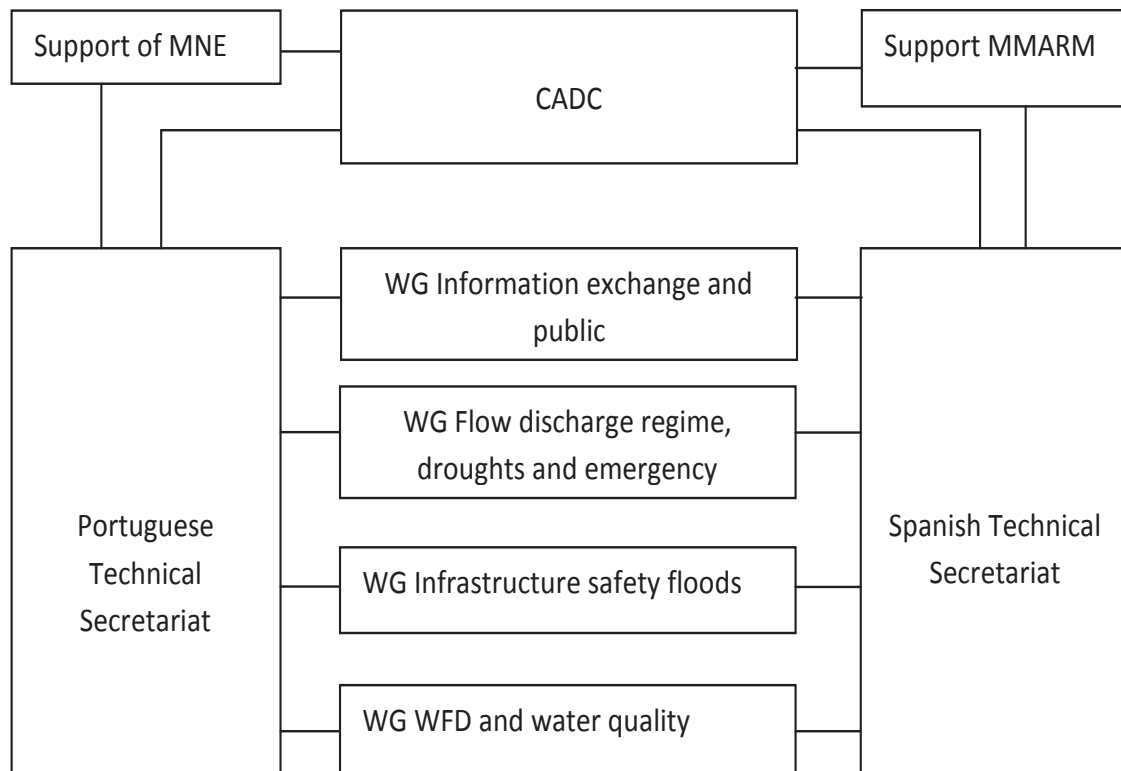 Support of MNE
CADC
Support MMARM
WG Information exchange and
public
WG Flow discharge regime,
droughts and emergency
WG Infrastructure safety floods
WG WFD and water quality
Portuguese
Technical
Secretariat
Spanish Technical
Secretariat